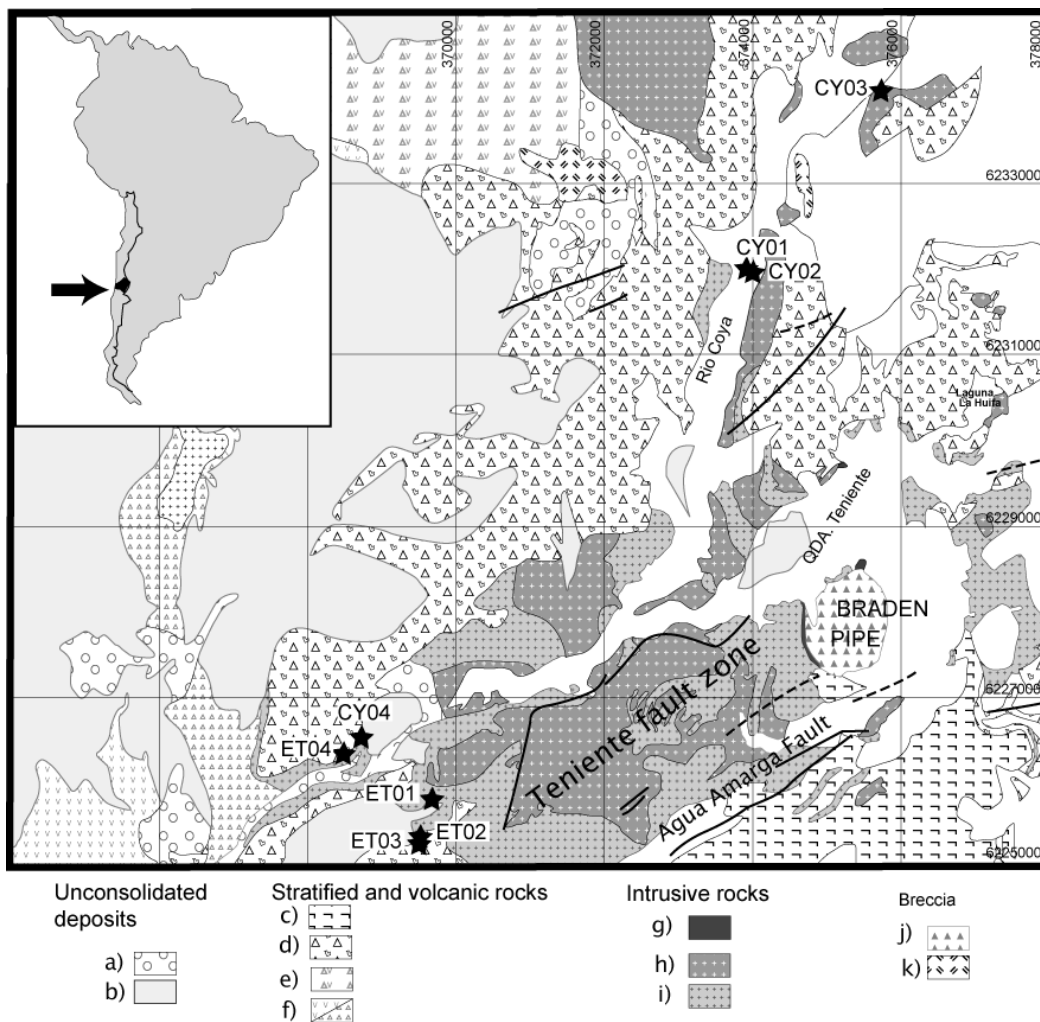 370000
372000
374000
376000
378000
CY03
6233000
CY01
CY02
Rio Coya
6231000
Laguna
La Huifa
QDA. Teniente
6229000
BRADEN
PIPE
Teniente fault zone
6227000
CY04
ET04
Agua Amarga Fault
ET01
ET02
ET03
6225000
Unconsolidated
deposits
a)
b)
Stratified and volcanic rocks
c)
d)
e)
f)
Intrusive rocks
g)
h)
i)
Breccia
j)
k)